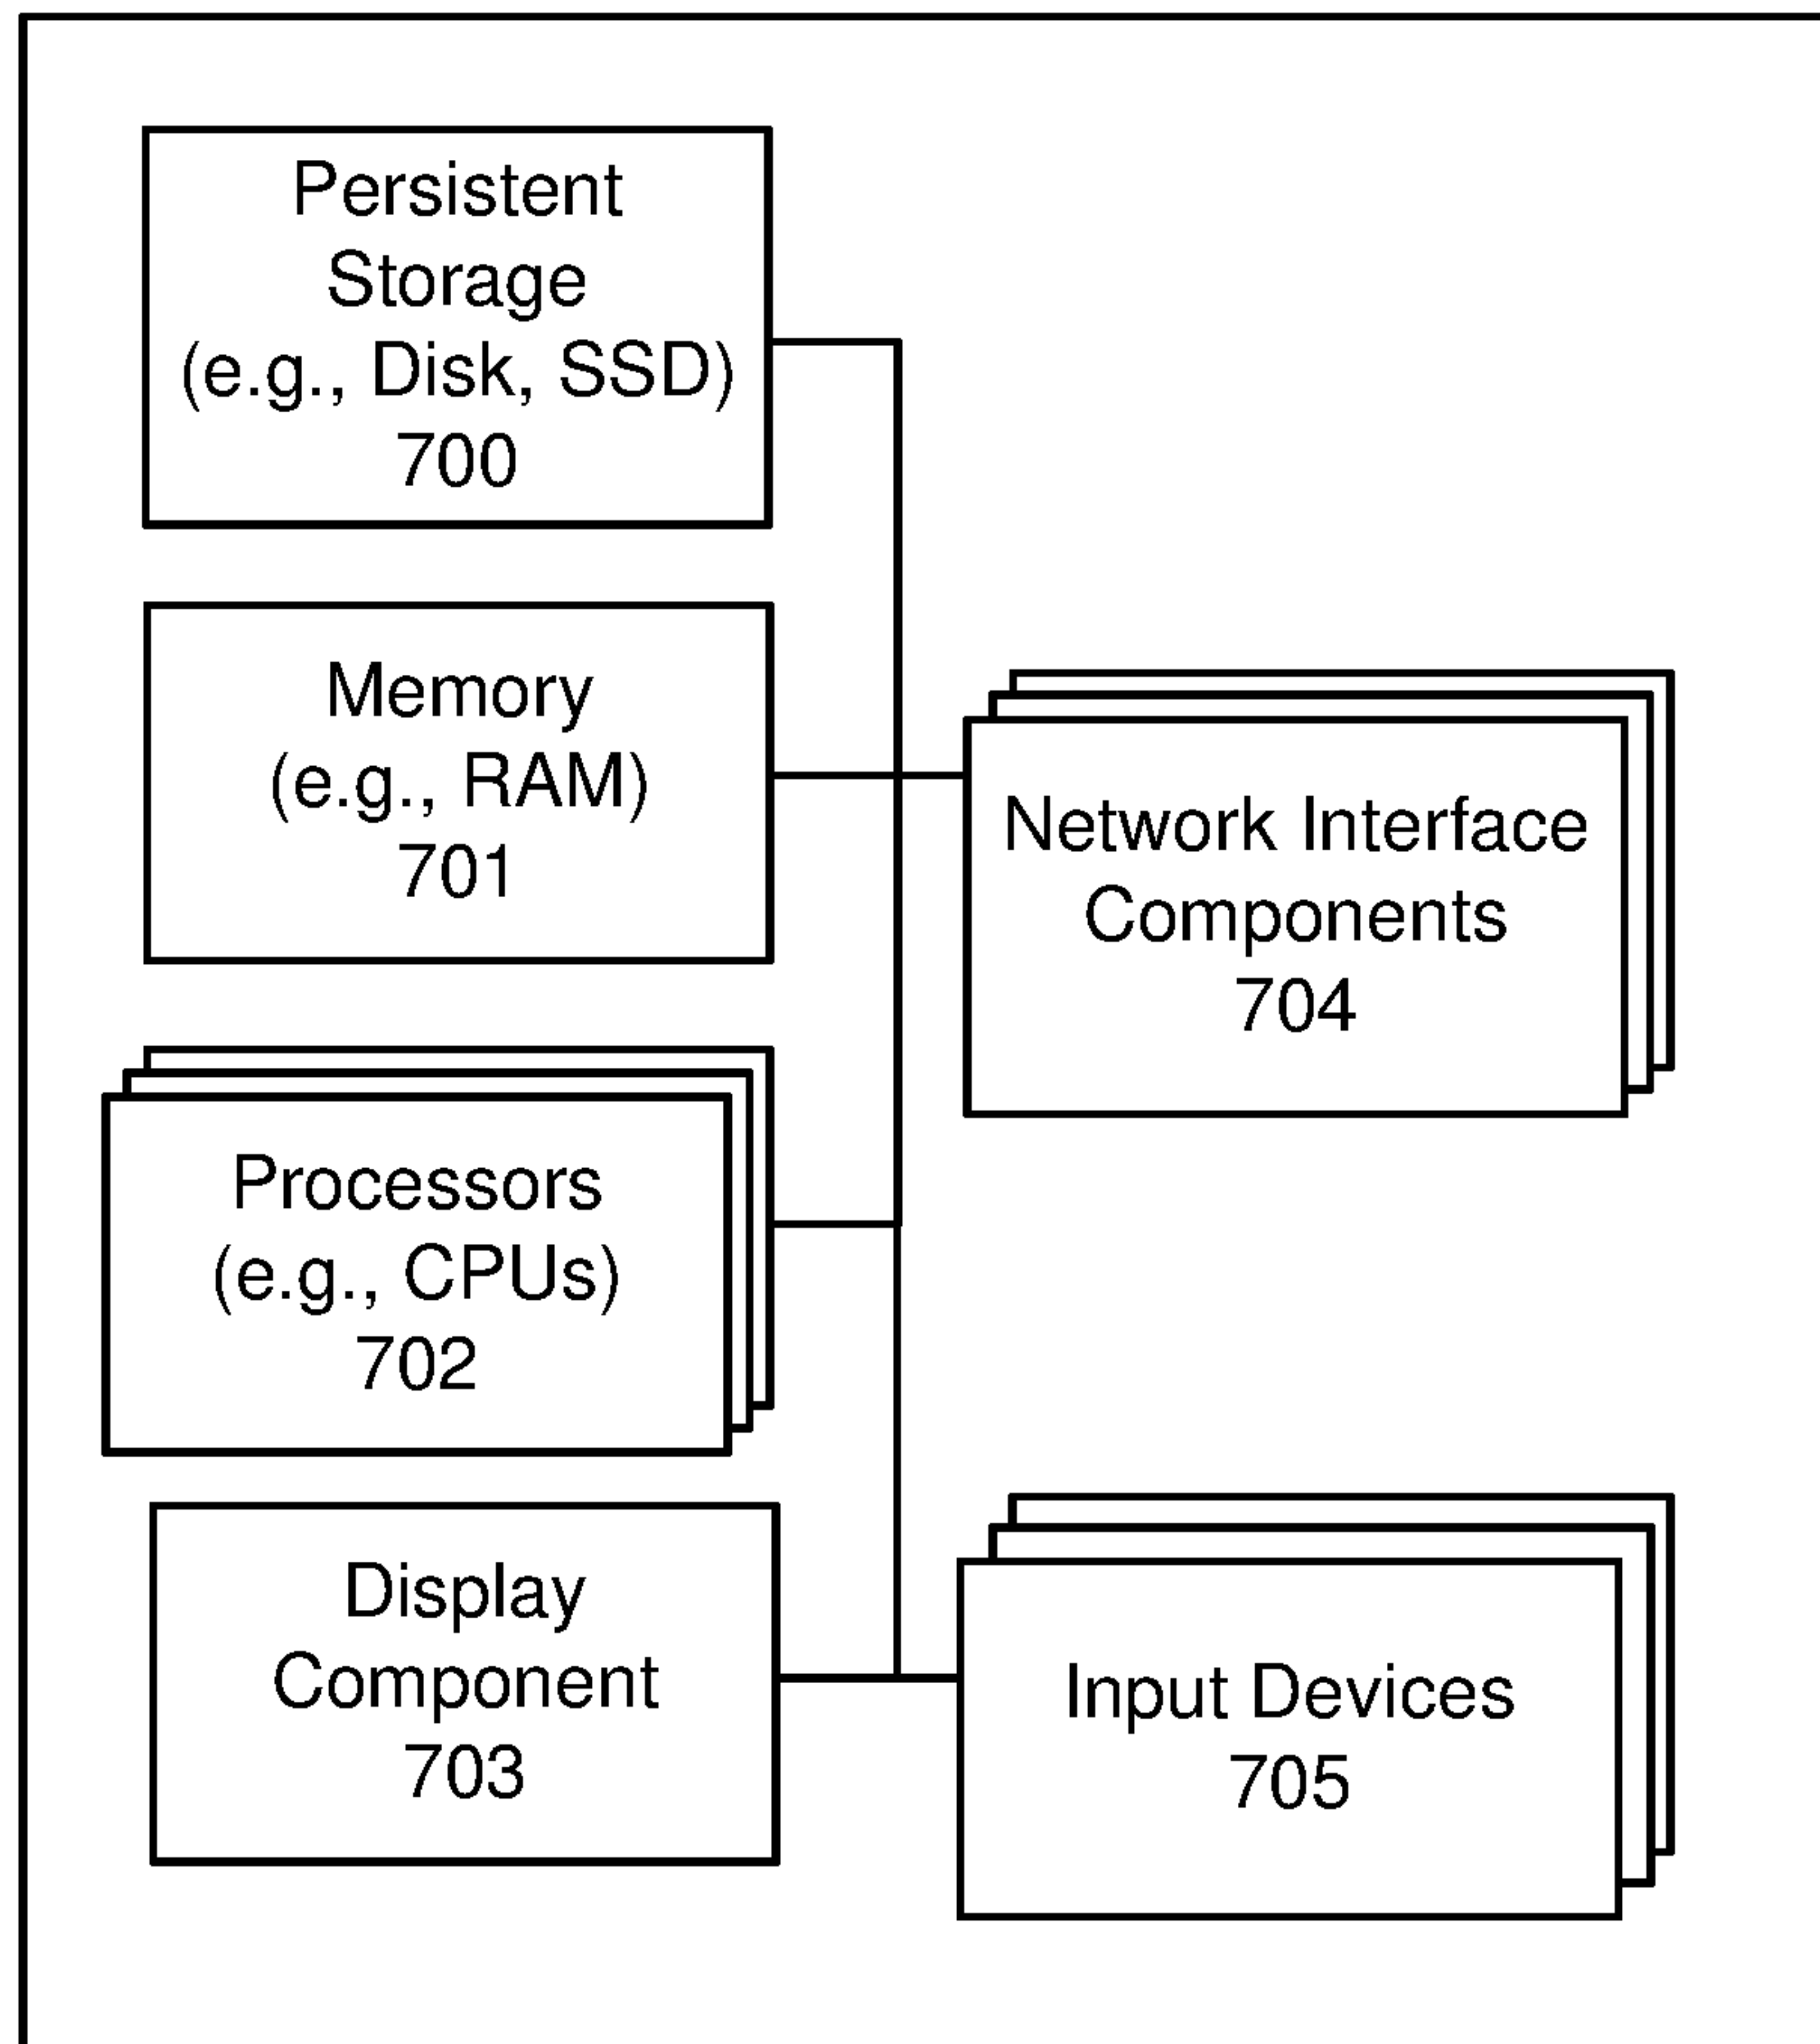 Persistent
Storage
(e.g., Disk, SSD)
700
Memory
(e.g., RAM)
701
Processors
(e.g., CPUs)
702
Display
Component
703
Network Interface
Components
704
Input Devices
705